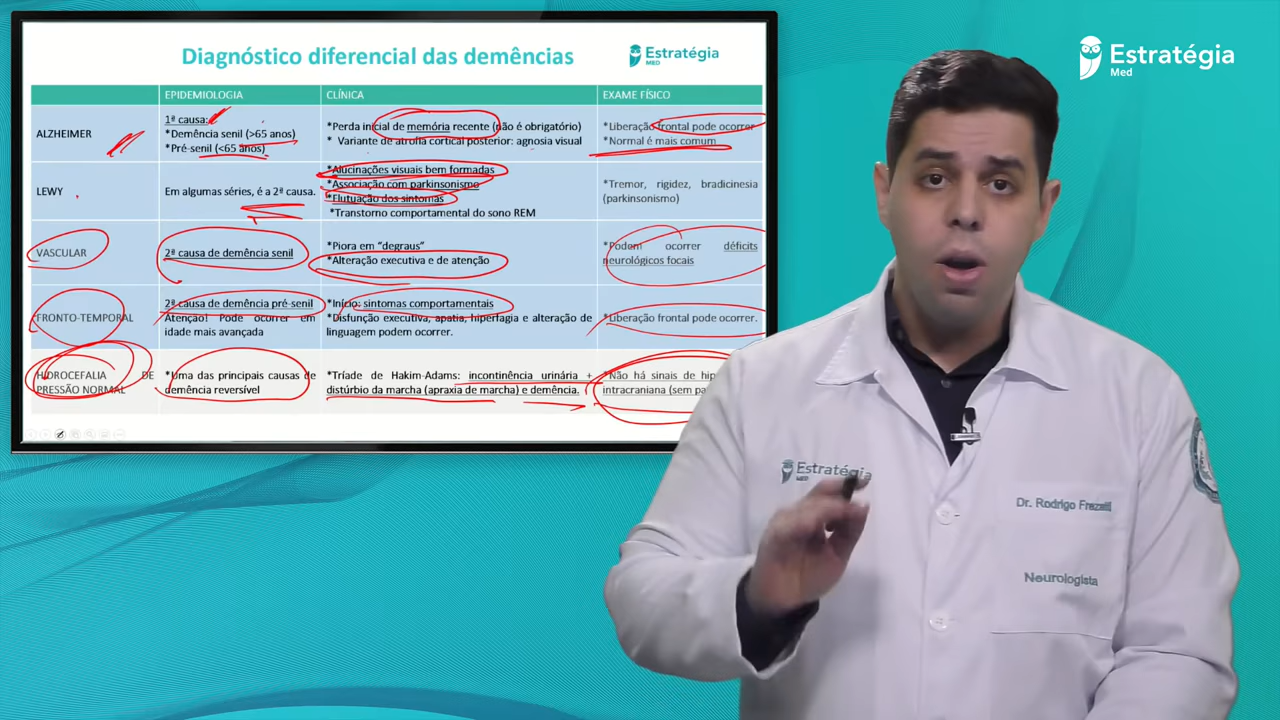 Diagnóstico diferencial das demências
Estratégia
MED
Estratégia
Med
EPIDEMIOLOGIA
CLÍNICA
EXAME FÍSICO
ALZHEIMER
1ª causa:
*Demência senil (>65 anos)
*Pré-senil (<65 anos)
*Perda inicial de memória recente (não é obrigatório)
* Variante de atrofia cortical posterior: agnosia visual
*Liberação frontal pode ocorrer
*Normal é mais comum
LEWY
Em algumas séries, é a 2ª causa.
*Alucinações visuais bem formadas
*Associação com parkinsonismo
*Flutuação dos sintomas
*Transtorno comportamental do sono REM
*Tremor, rigidez, bradicinesia
(parkinsonismo)
VASCULAR
2ª causa de demência senil
*Piora em “degraus”
*Alteração executiva e de atenção
*Podem ocorrer déficits
neurológicos focais
FRONTO-TEMPORAL
2ª causa de demência pré-senil
Atenção! Pode ocorrer em
idade mais avançada
*Início: sintomas comportamentais
*Disfunção executiva, apatia, hiperfagia e alteração de
linguagem podem ocorrer.
*Liberação frontal pode ocorrer.
HIDROCEFALIA DE
PRESSÃO NORMAL
*Uma das principais causas de
demência reversível
*Tríade de Hakim-Adams: incontinência urinária +
distúrbio da marcha (apraxia de marcha) e demência.
*Não há sinais de
intracraniana (sem
Estratégia
MED
Dr. Rodrigo Frezatti
Neurologista